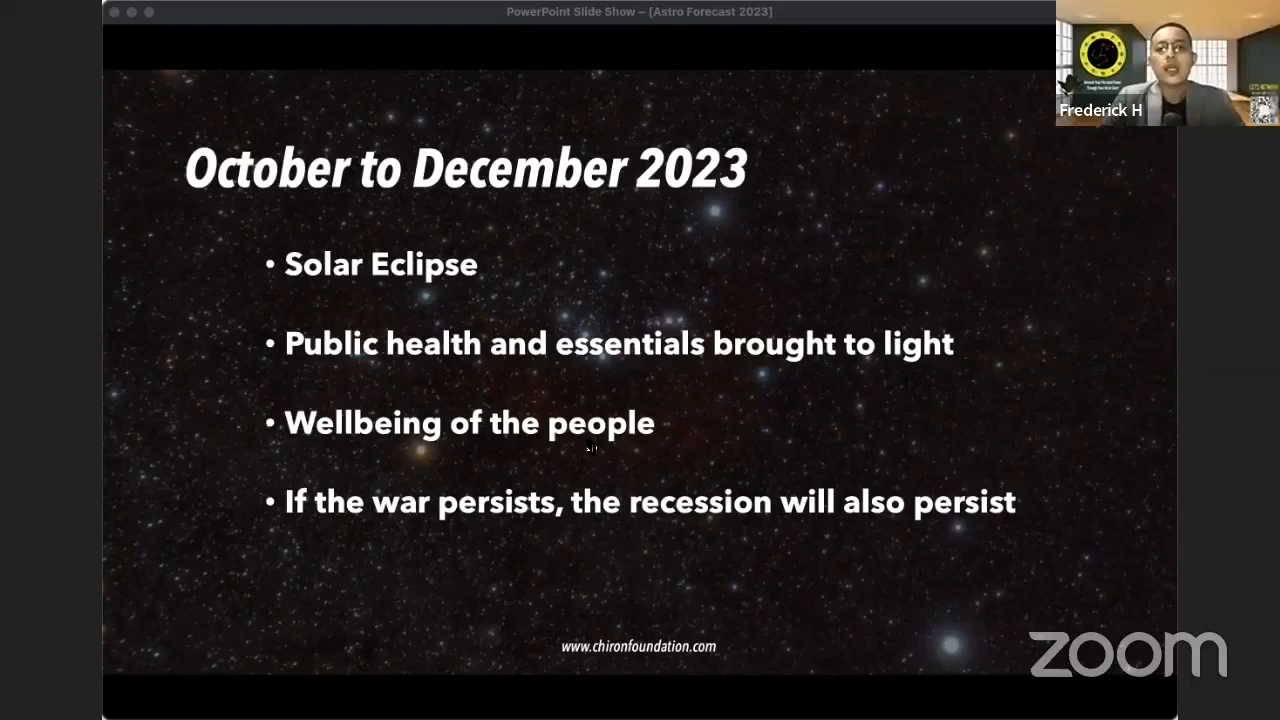 PowerPoint Slide Show – [Astro Forecast 2023]
Frederick H
October to December 2023
• Solar Eclipse
• Public health and essentials brought to light
• Wellbeing of the people
• If the war persists, the recession will also persist
www.chironfoundation.com
zoom